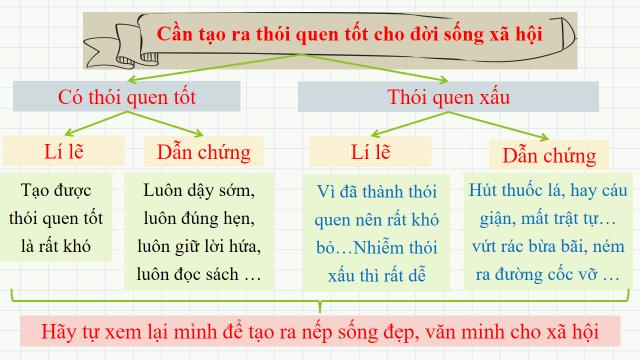 Cần tạo ra thói quen tốt cho đời sống xã hội
Có thói quen tốt
Thói quen xấu
Lí lẽ
Dẫn chứng
Lí lẽ
Dẫn chứng
Tạo được
thói quen tốt
là rất khó
Luôn dậy sớm,
luôn đúng hẹn,
luôn giữ lời hứa,
luôn đọc sách …
Vì đã thành thói
quen nên rất khó
bỏ…Nhiễm thói
xấu thì rất dễ
Hút thuốc lá, hay cáu
giận, mất trật tự…
vứt rác bừa bãi, ném
ra đường cốc vỡ …
Hãy tự xem lại mình để tạo ra nếp sống đẹp, văn minh cho xã hội